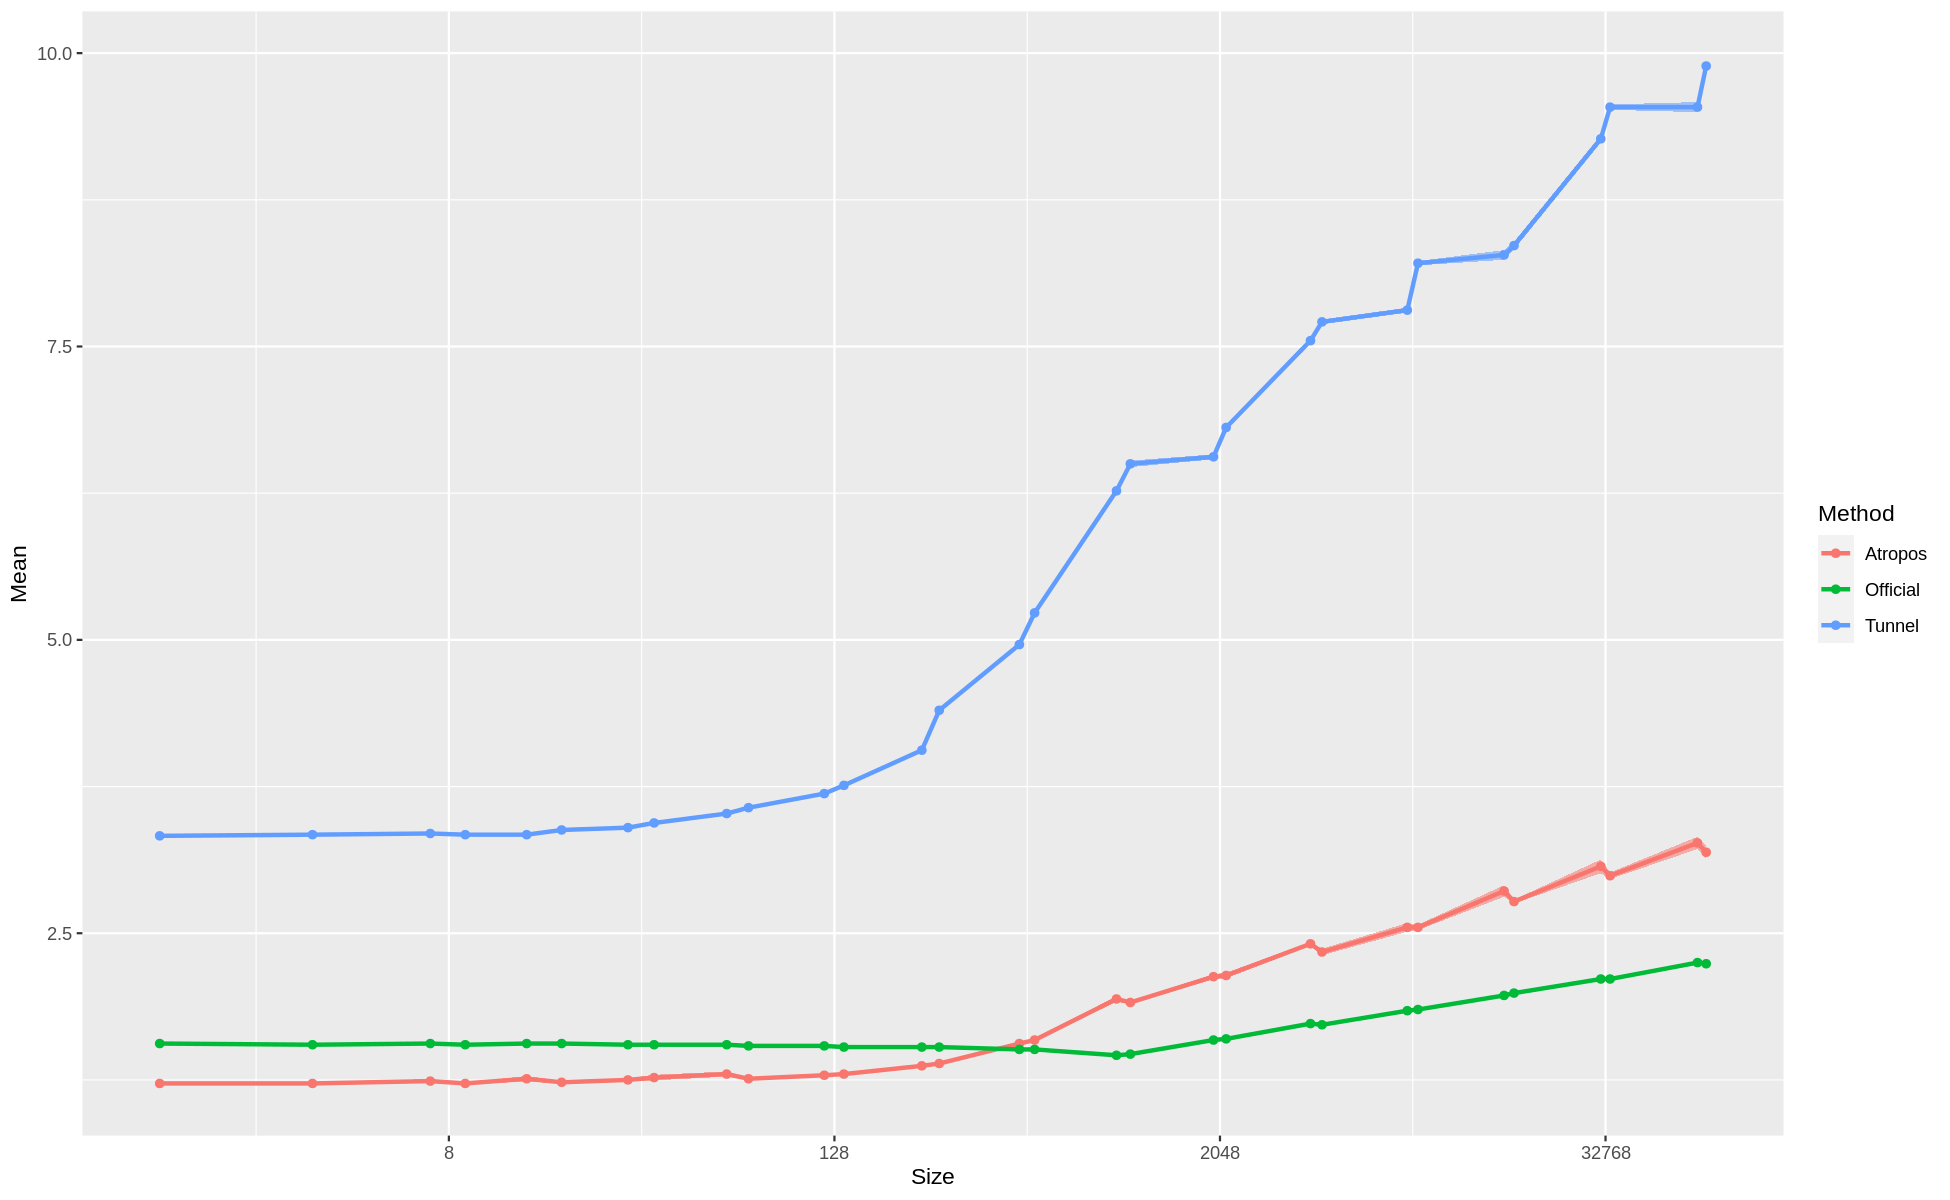 10.0
7.5
5.0
2.5
Mean
8
128
2048
32768
Size
Method
Atropos
Official
Tunnel